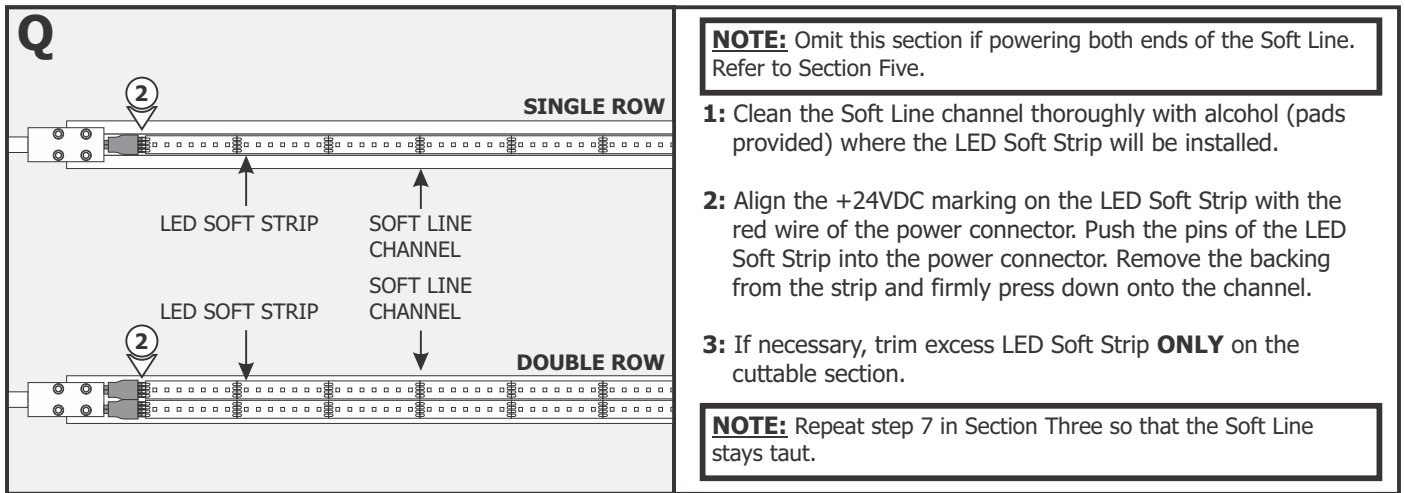 Q
2
SINGLE ROW
LED SOFT STRIP
SOFT LINE
CHANNEL
LED SOFT STRIP
SOFT LINE
CHANNEL
2
DOUBLE ROW
NOTE: Omit this section if powering both ends of the Soft Line.
Refer to Section Five.
1: Clean the Soft Line channel thoroughly with alcohol (pads
provided) where the LED Soft Strip will be installed.
2: Align the +24VDC marking on the LED Soft Strip with the
red wire of the power connector. Push the pins of the LED
Soft Strip into the power connector. Remove the backing
from the strip and firmly press down onto the channel.
3: If necessary, trim excess LED Soft Strip ONLY on the
cuttable section.
NOTE: Repeat step 7 in Section Three so that the Soft Line
stays taut.